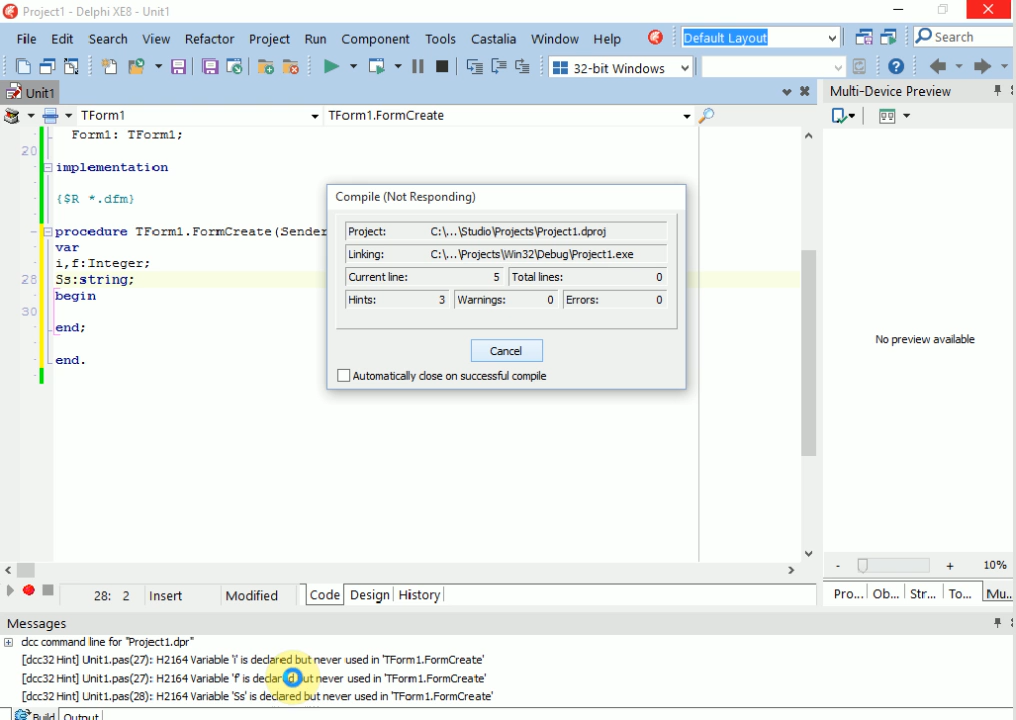 Project1 - Delphi XE8 - Unit1
File Edit Search View Refactor Project Run Component Tools Castalia Window Help Default Layout Search
32-bit Windows
Unit1 Multi-Device Preview
TForm1 TForm1.FormCreate
Form1: TForm1;
20
implementation
{$R *.dfm}
procedure TForm1.FormCreate(Sender
var
i,f:Integer;
28 Ss:string;
begin
30
end;
end.
Compile (Not Responding)
Project: C:\...\Studio\Projects\Project1.dproj
Linking: C:\...\Projects\Win32\Debug\Project1.exe
Current line: 5 Total lines: 0
Hints: 3 Warnings: 0 Errors: 0
Cancel
Automatically close on successful compile
No preview available
- + 10%
28: 2 Insert Modified Code Design History
Pro... Ob... Str... To... Mu...
Messages
dcc command line for "Project1.dpr"
[dcc32 Hint] Unit1.pas(27): H2164 Variable 'i' is declared but never used in 'TForm1.FormCreate'
[dcc32 Hint] Unit1.pas(27): H2164 Variable 'f' is declared but never used in 'TForm1.FormCreate'
[dcc32 Hint] Unit1.pas(28): H2164 Variable 'Ss' is declared but never used in 'TForm1.FormCreate'
Build Output